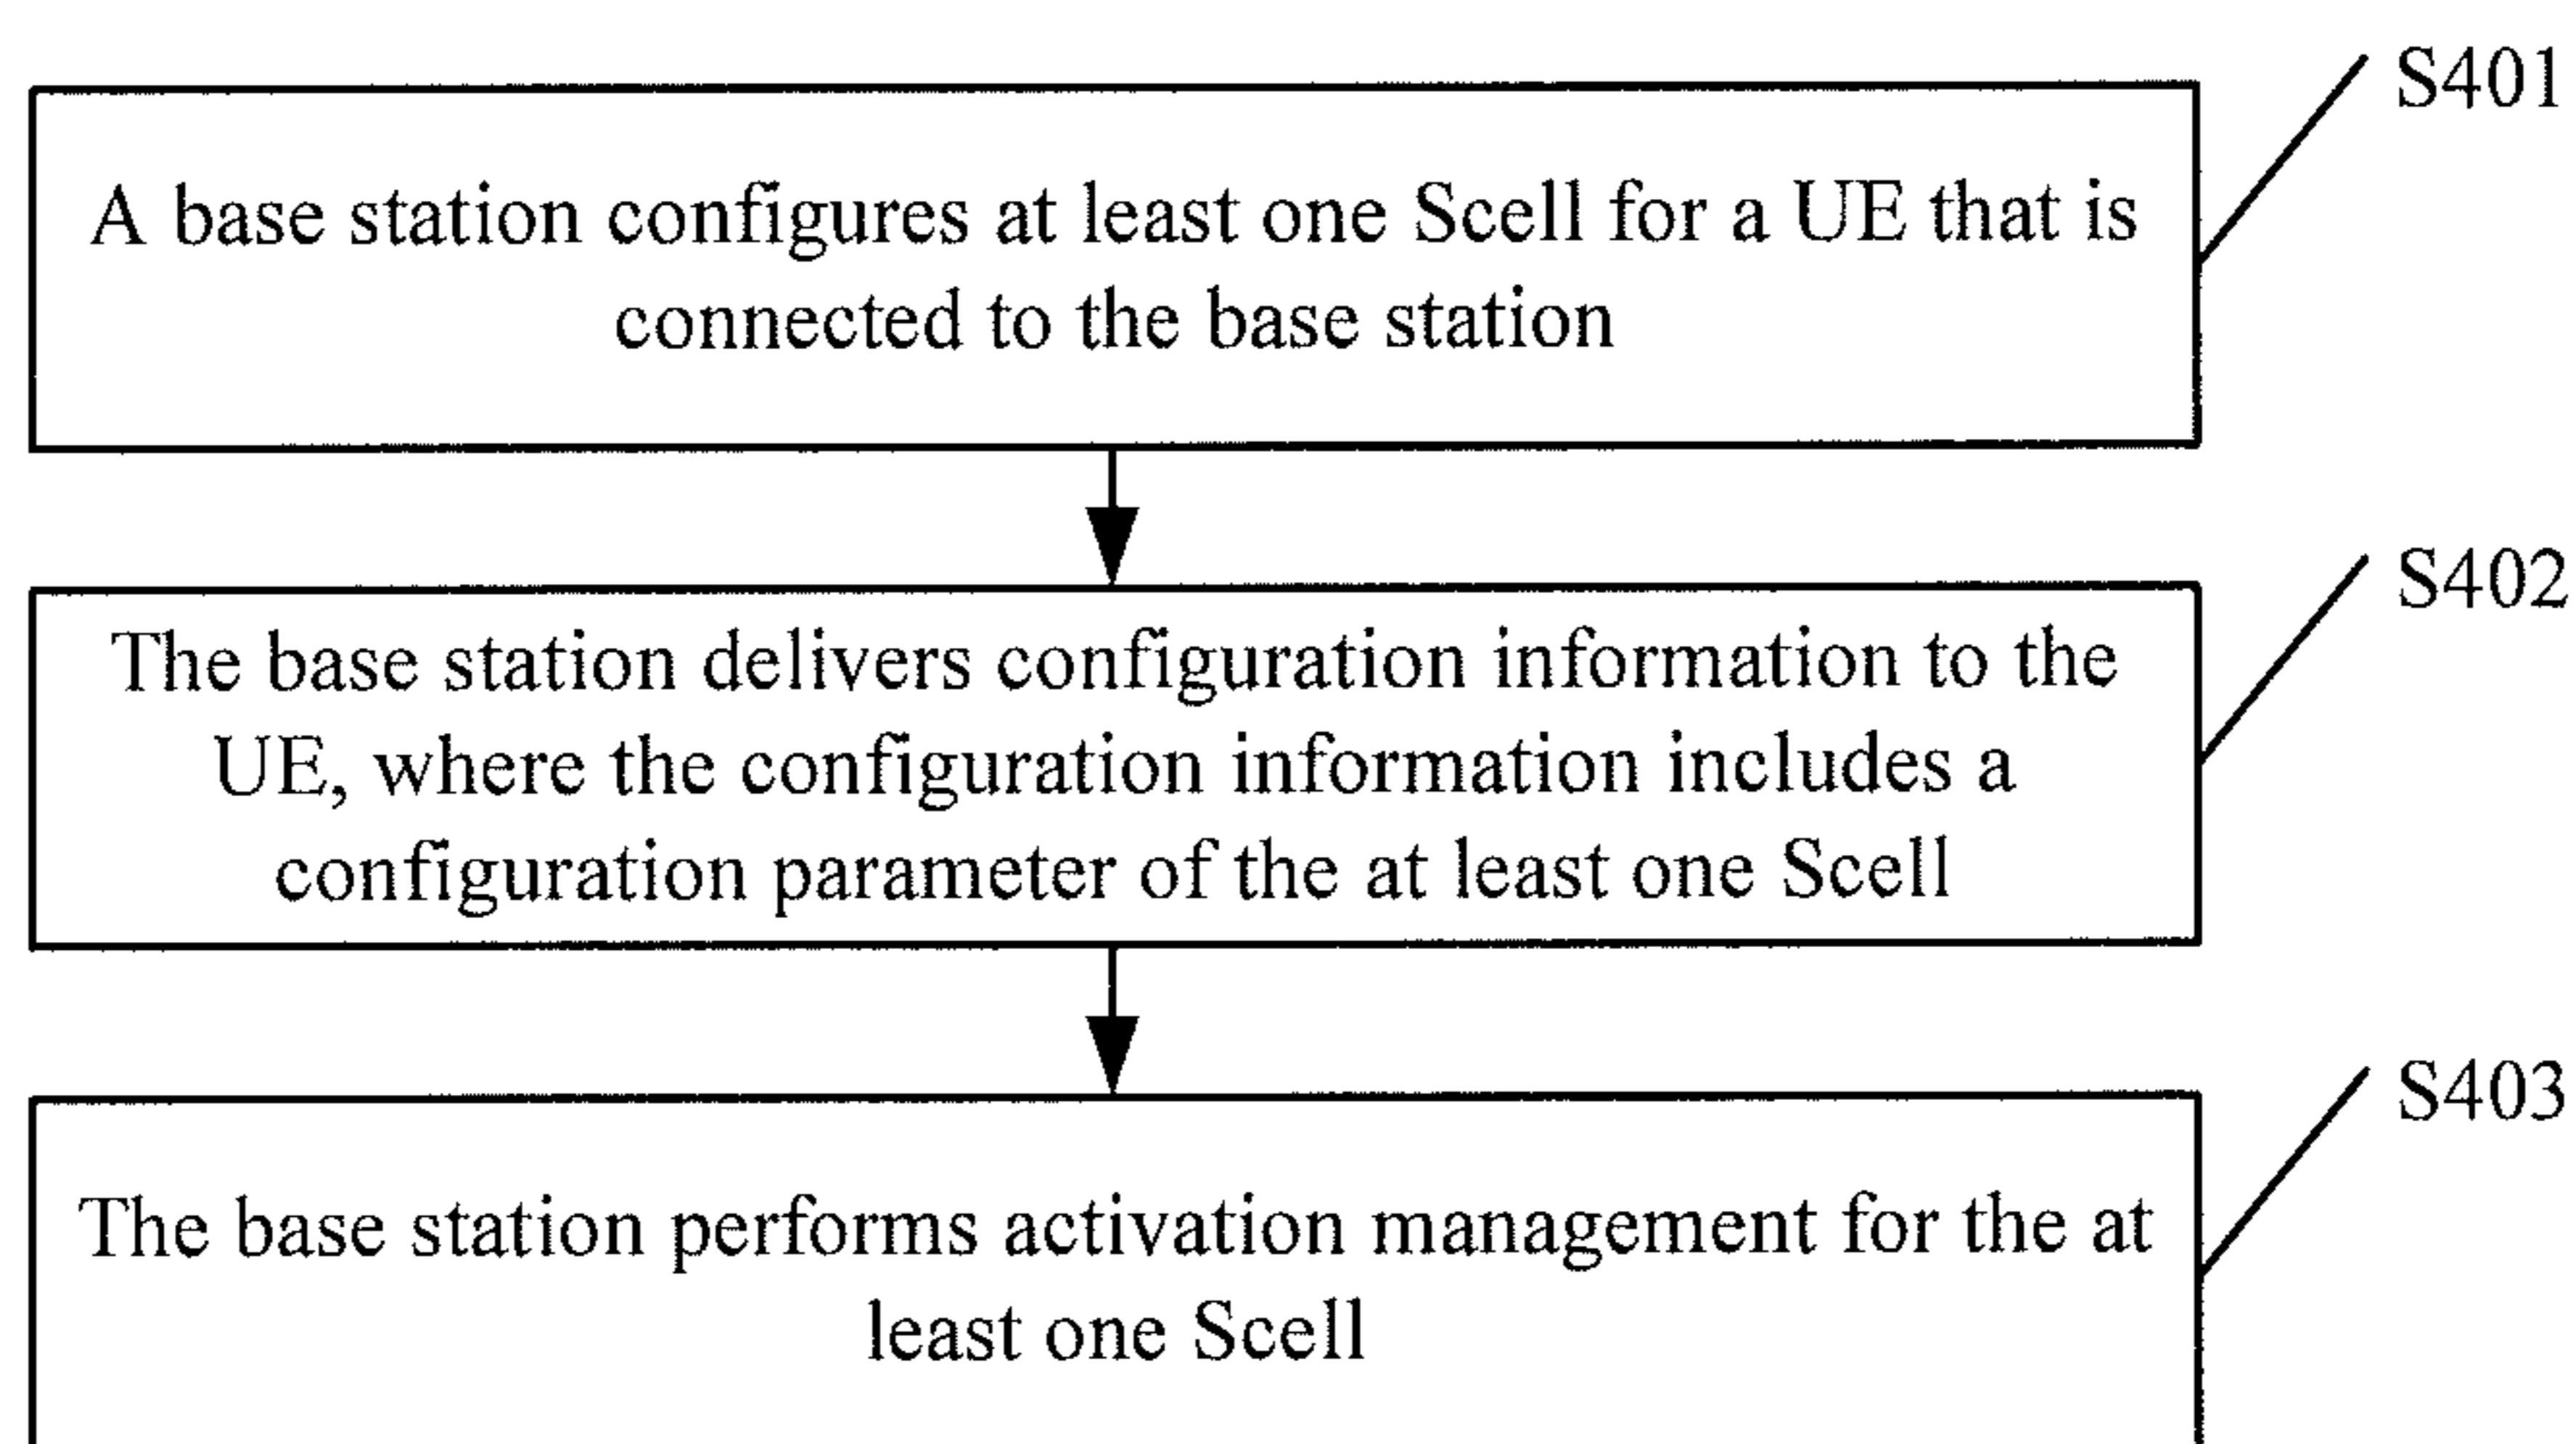 S401
A base station configures at least one Scell for a UE that is
connected to the base station
S402
The base station delivers configuration information to the
UE, where the configuration information includes a
configuration parameter of the at least one Scell
S403
The base station performs activation management for the at
least one Scell